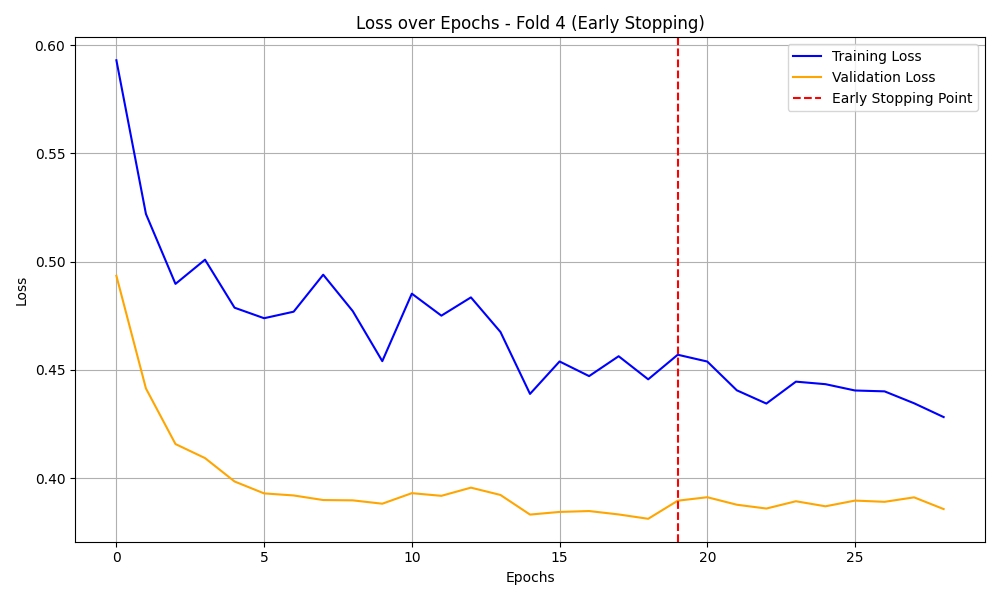 Loss over Epochs - Fold 4 (Early Stopping)
Training Loss
Validation Loss
Early Stopping Point
0.60
0.55
0.50
0.45
0.40
Loss
0
5
10
15
20
25
Epochs